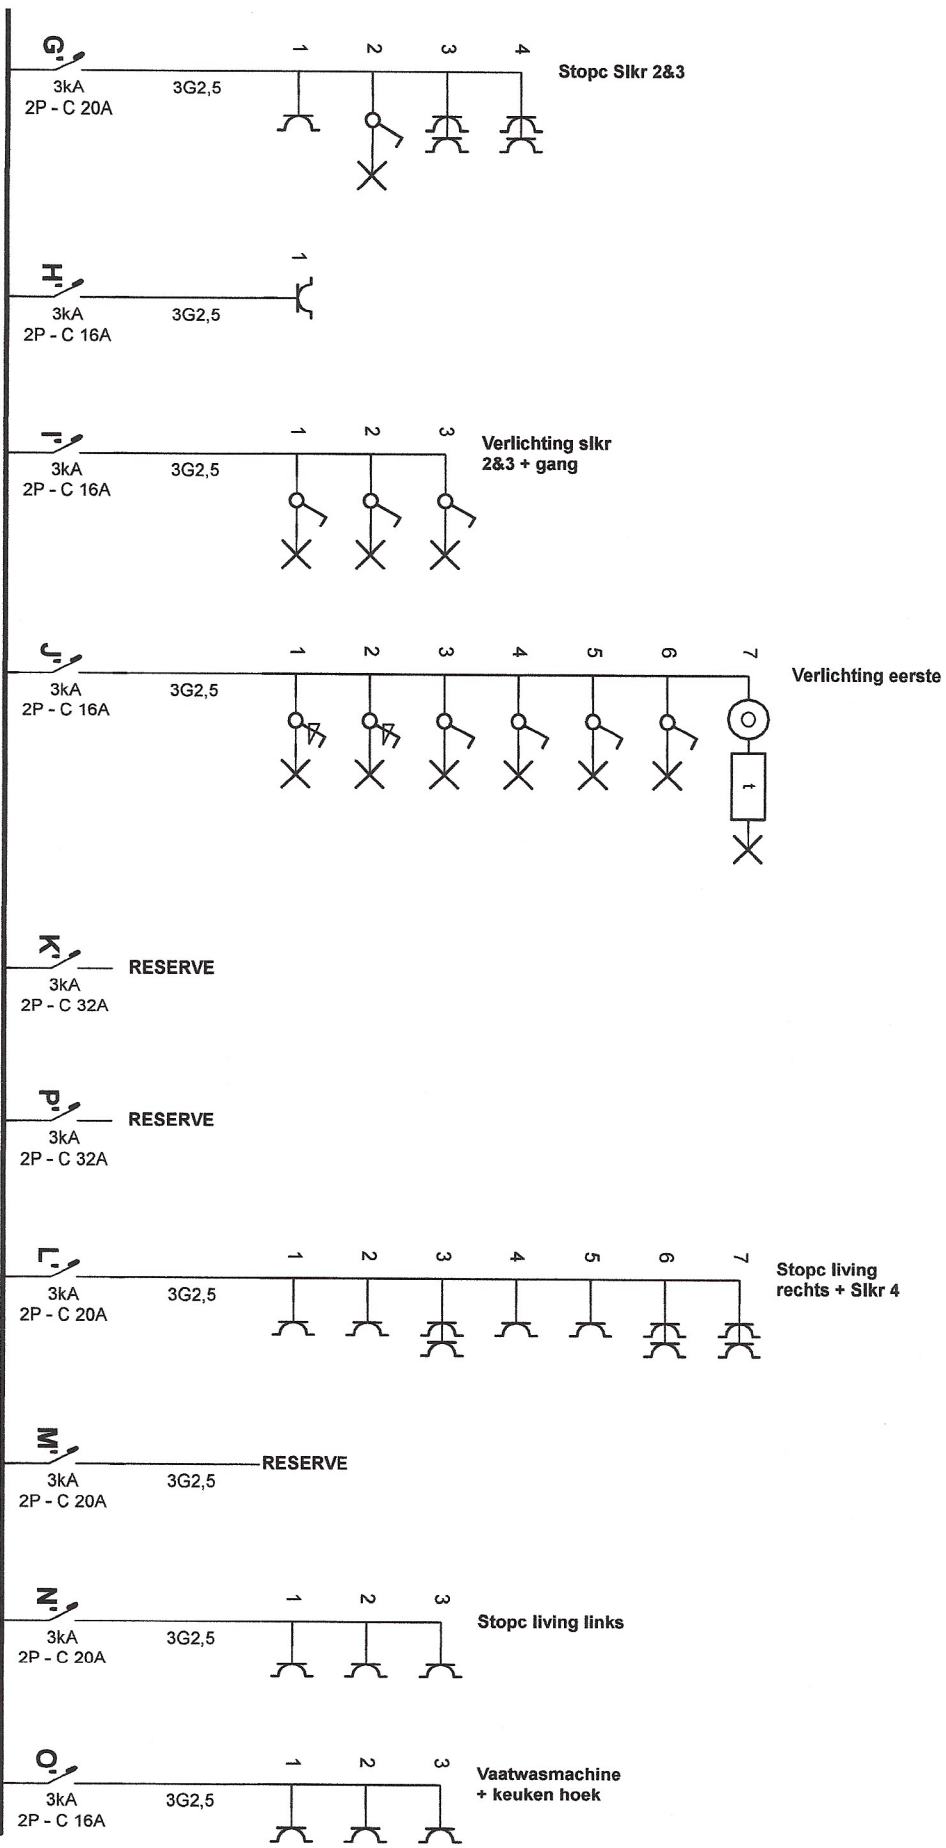 G' 1 2 3 4 Stopc Slkr 2&3
3kA 3G2,5
2P - C 20A
H' 1
3kA 3G2,5
2P - C 16A
I' 1 2 3 Verlichting slkr
2&3 + gang
3kA 3G2,5
2P - C 16A
J' 1 2 3 4 5 6 7 Verlichting eerste
3kA 3G2,5
2P - C 16A
t
K' RESERVE
3kA
2P - C 32A
P' RESERVE
3kA
2P - C 32A
L' 1 2 3 4 5 6 7 Stopc living
rechts + Slkr 4
3kA 3G2,5
2P - C 20A
M' RESERVE
3kA 3G2,5
2P - C 20A
N' 1 2 3 Stopc living links
3kA 3G2,5
2P - C 20A
O' 1 2 3 Vaatwasmachine
+ keuken hoek
3kA 3G2,5
2P - C 16A